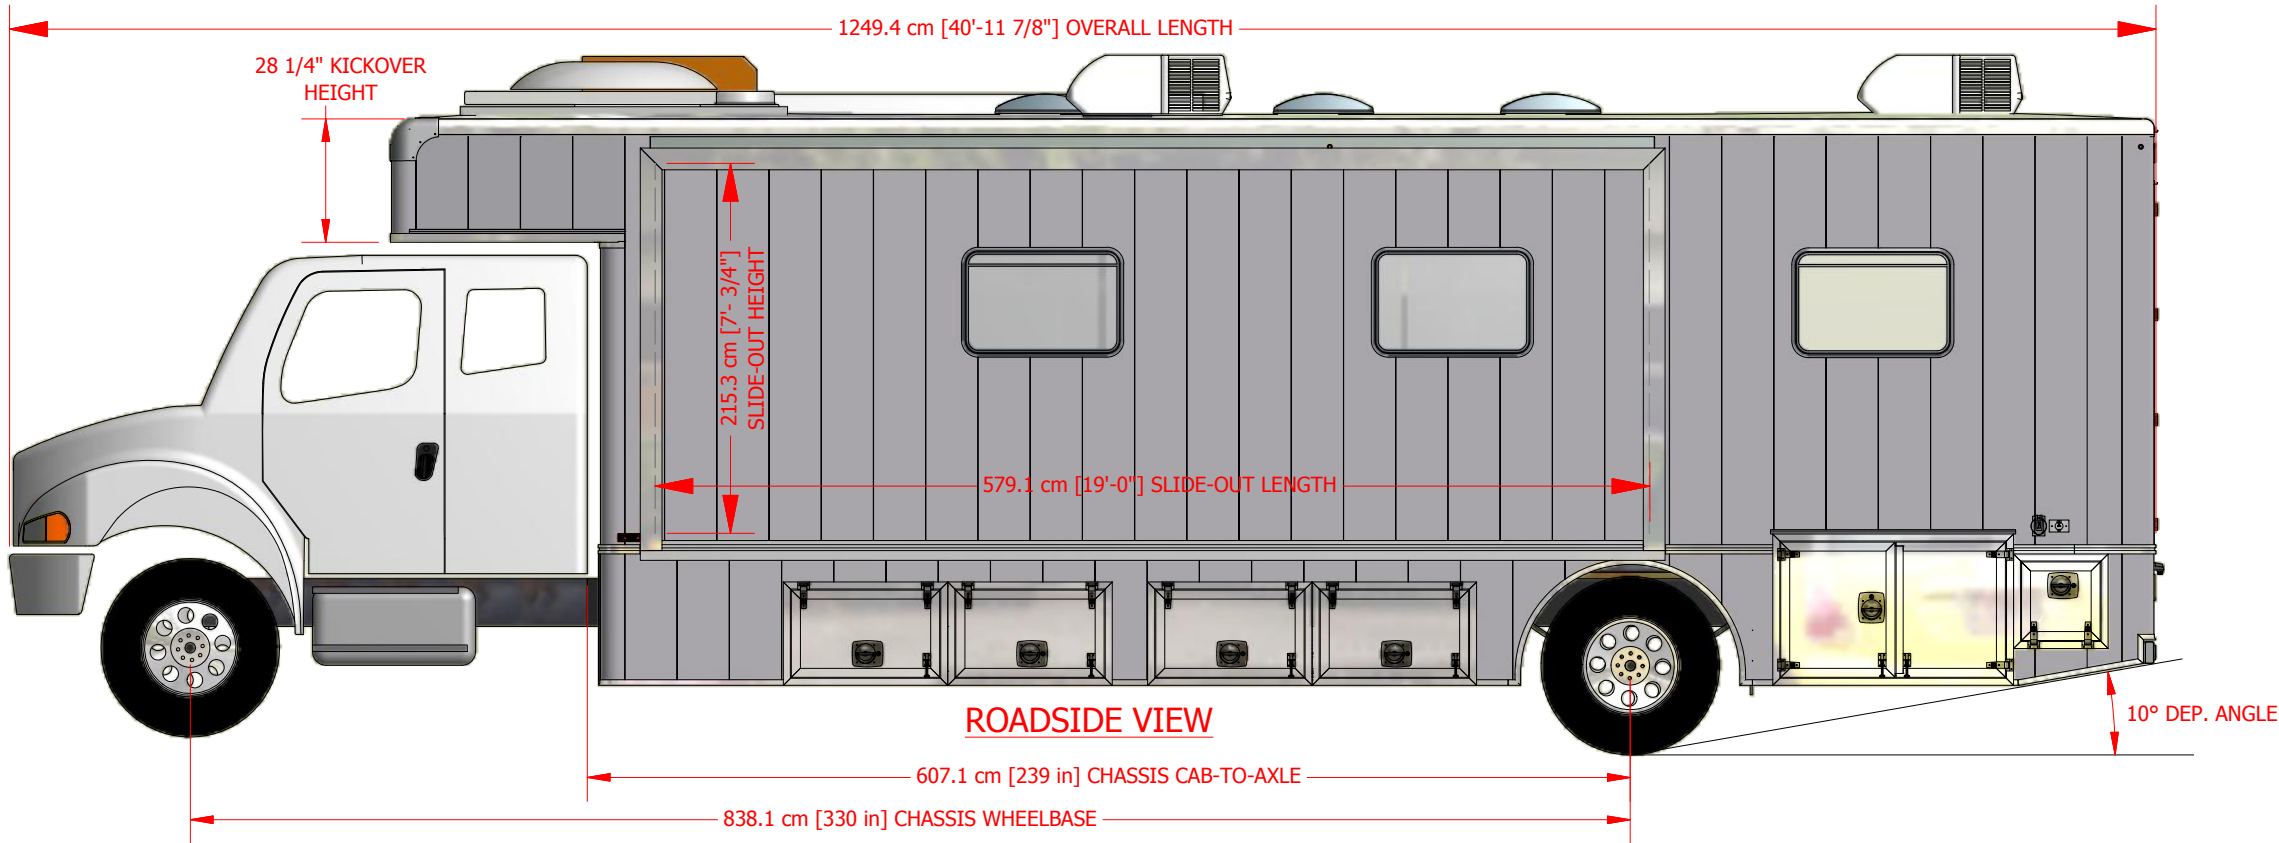 1249.4 cm [40'-11 7/8"] OVERALL LENGTH
28 1/4" KICKOVER
HEIGHT
215.3 cm [7'- 3/4"]
SLIDE-OUT HEIGHT
579.1 cm [19'-0"] SLIDE-OUT LENGTH
ROADSIDE VIEW
10° DEP. ANGLE
607.1 cm [239 in] CHASSIS CAB-TO-AXLE
838.1 cm [330 in] CHASSIS WHEELBASE